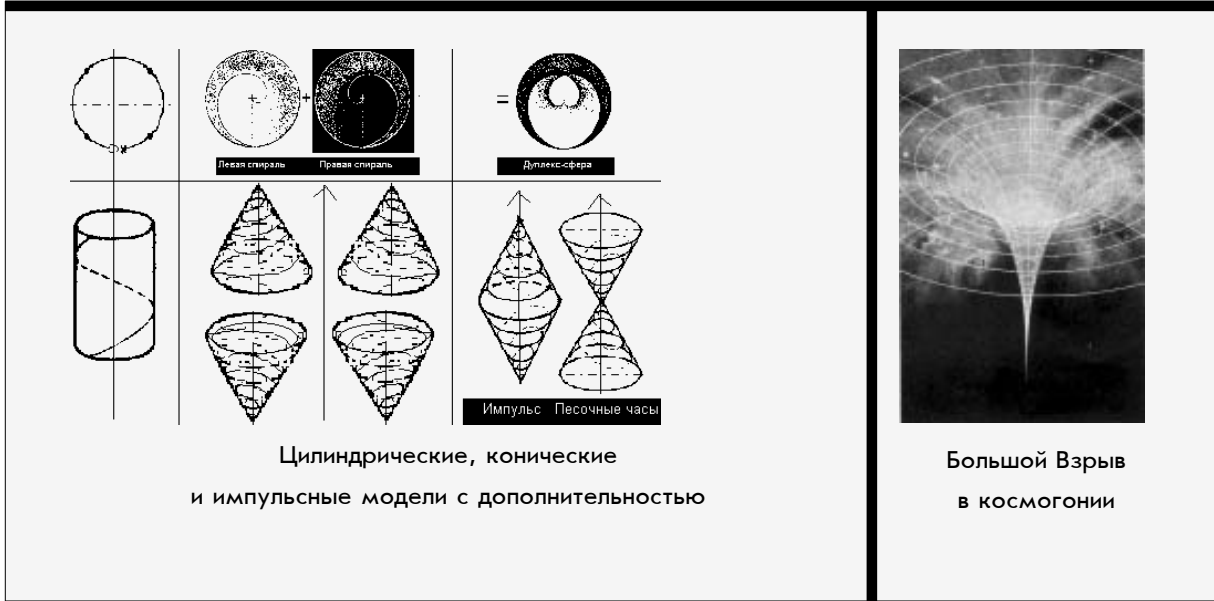 Левая спираль Правая спираль
Дуплекс-сфера
Импульс Песочные часы
Цилиндрические, конические
и импульсные модели с дополнительностью
Большой Взрыв
в космогонии